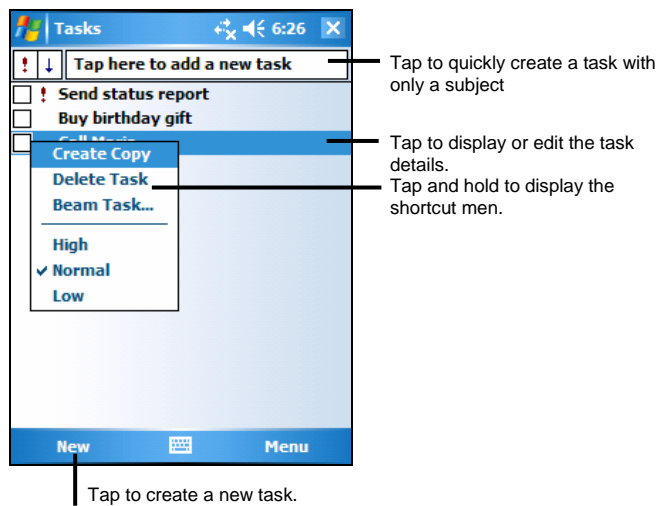 Tasks 6:26
! ↓ Tap here to add a new task
Tap to quickly create a task with
only a subject
! Send status report
Buy birthday gift
Call
Tap to display or edit the task
details.
Create Copy
Delete Task
Tap and hold to display the
shortcut men.
Beam Task...
High
Normal
Low
New Menu
Tap to create a new task.